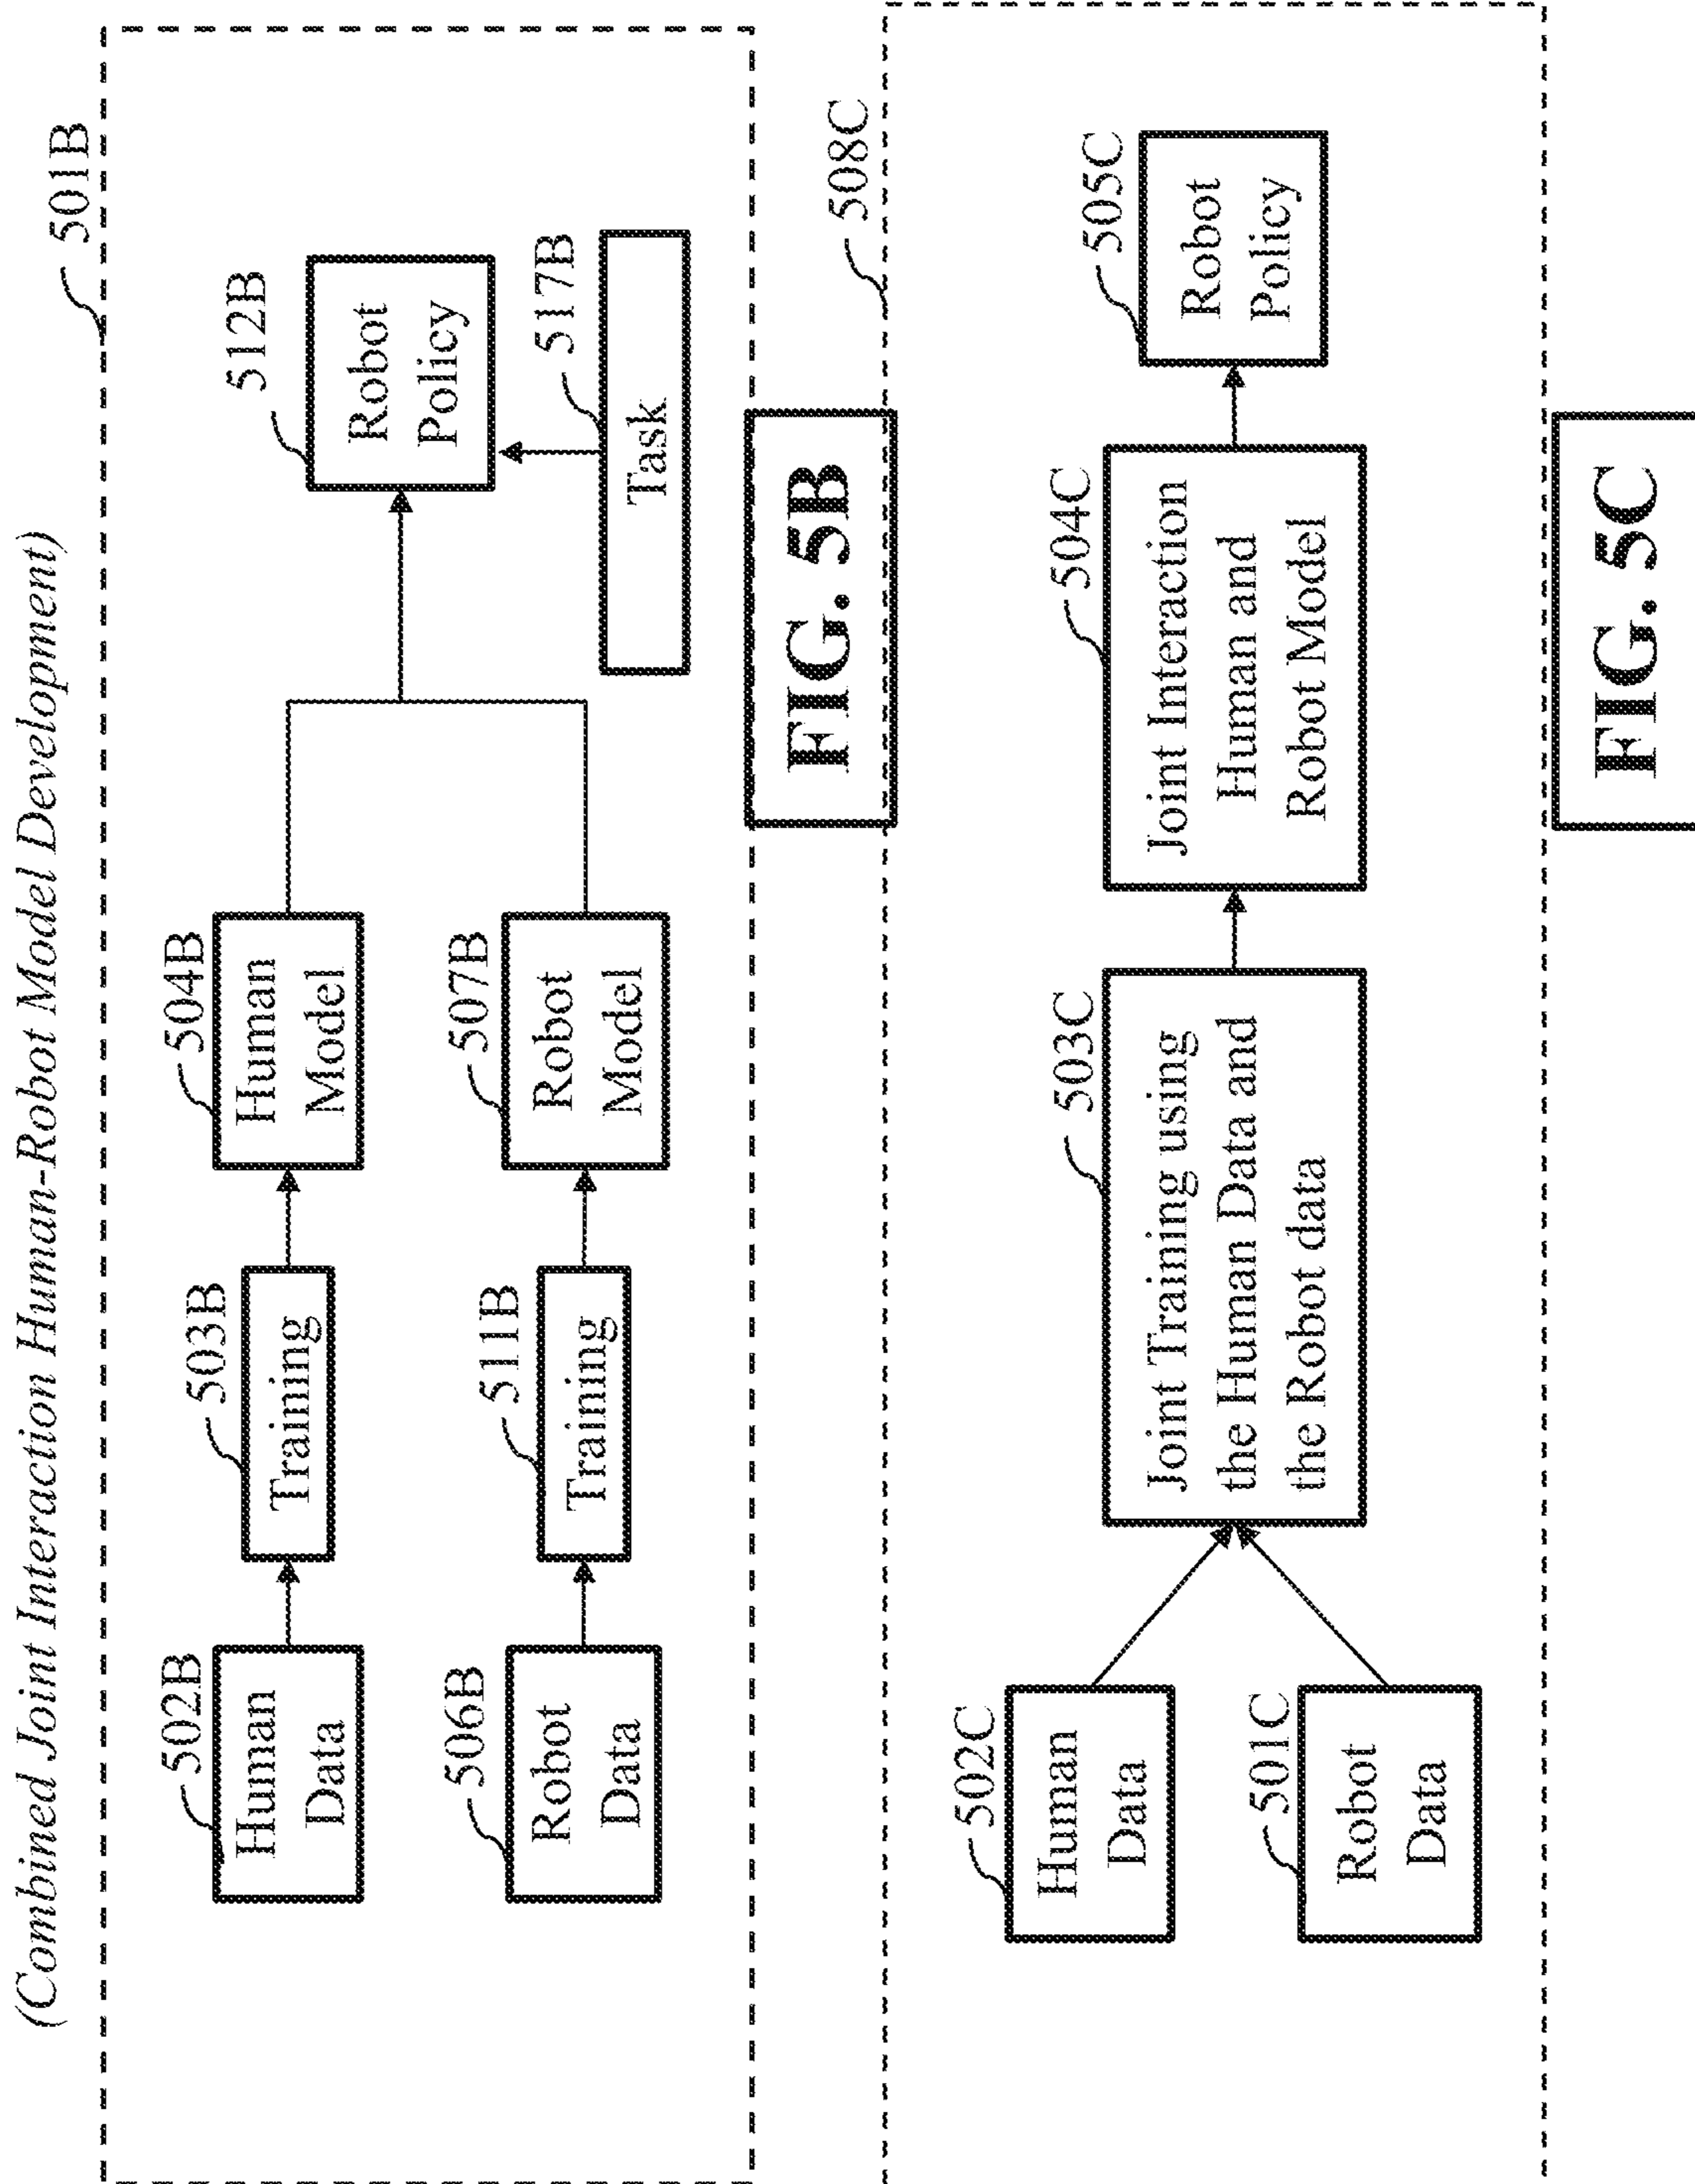 (Combined Joint Interaction Human-Robot Model Development)
501B
502B
Human
Data
503B
Training
504B
Human
Model
512B
Robot
Policy
506B
Robot
Data
511B
Training
507B
Robot
Model
517B
Task
FIG. 5B
508C
502C
Human
Data
501C
Robot
Data
503C
Joint Training using
the Human Data and
the Robot data
504C
Joint Interaction
Human and
Robot Model
505C
Robot
Policy
FIG. 5C